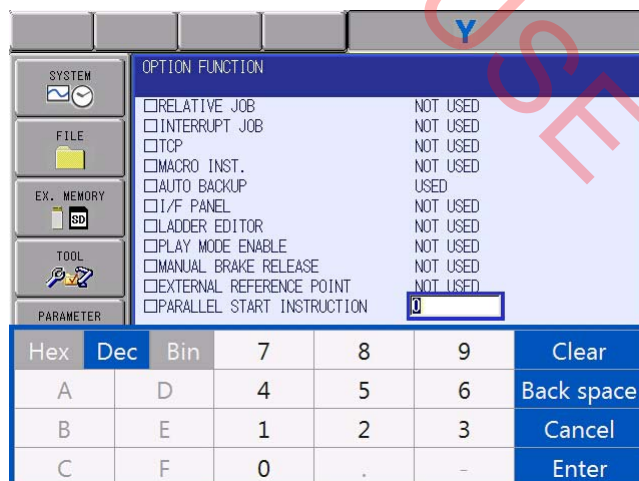 Y
SYSTEM
FILE
EX. MEMORY
SD
TOOL
PARAMETER
OPTION FUNCTION
RELATIVE JOB NOT USED
INTERRUPT JOB NOT USED
TCP NOT USED
MACRO INST. NOT USED
AUTO BACKUP USED
I/F PANEL NOT USED
LADDER EDITOR NOT USED
PLAY MODE ENABLE NOT USED
MANUAL BRAKE RELEASE NOT USED
EXTERNAL REFERENCE POINT NOT USED
PARALLEL START INSTRUCTION 0
Hex Dec Bin 7 8 9 Clear
A D 4 5 6 Back space
B E 1 2 3 Cancel
C F 0 . - Enter
USE